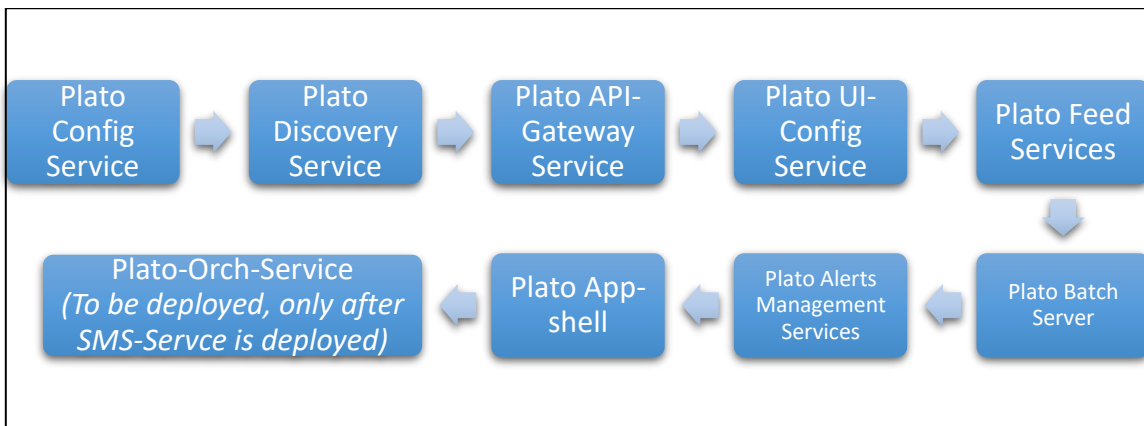 Plato
Config
Service
Plato
Discovery
Service
Plato API-
Gateway
Service
Plato UI-
Config
Service
Plato Feed
Services
Plato Batch
Server
Plato Alerts
Management
Services
Plato App-
shell
Plato-Orch-Service
(To be deployed, only after
SMS-Servce is deployed)